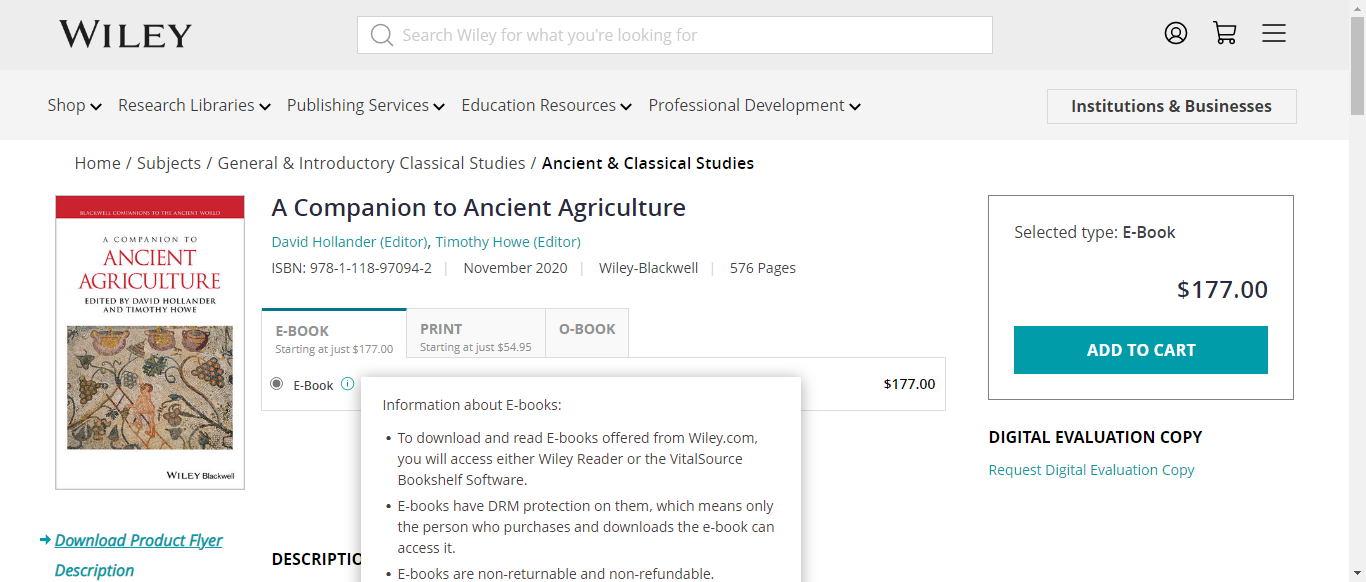 WILEY
Search Wiley for what you're looking for
Shop
Research Libraries
Publishing Services
Education Resources
Professional Development
Institutions & Businesses
Home / Subjects / General & Introductory Classical Studies / Ancient & Classical Studies
BLACKWELL COMPANIONS TO THE ANCIENT WORLD
A COMPANION TO
ANCIENT
AGRICULTURE
EDITED BY DAVID HOLLANDER
AND TIMOTHY HOWE
WILEY Blackwell
A Companion to Ancient Agriculture
David Hollander (Editor), Timothy Howe (Editor)
ISBN: 978-1-118-97094-2 | November 2020 | Wiley-Blackwell | 576 Pages
E-BOOK
Starting at just $177.00
PRINT
Starting at just $54.95
O-BOOK
E-Book
$177.00
Information about E-books:
• To download and read E-books offered from Wiley.com,
you will access either Wiley Reader or the VitalSource
Bookshelf Software.
• E-books have DRM protection on them, which means only
the person who purchases and downloads the e-book can
access it.
• E-books are non-returnable and non-refundable.
Selected type: E-Book
$177.00
ADD TO CART
DIGITAL EVALUATION COPY
Request Digital Evaluation Copy
Download Product Flyer
Description
DESCRIPTIO